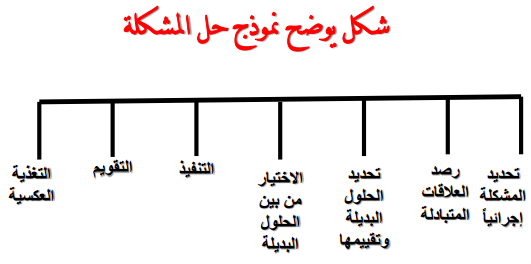 شكل يوضح نموذج حل المشكلة
تحديد
المشكلة
إجرائياً
رصد
العلاقات
المتبادلة
تحديد
الحلول
البديلة
وتقييمها
الاختيار
من بين
الحلول
البديلة
التنفيذ
التقويم
التغذية
العكسية